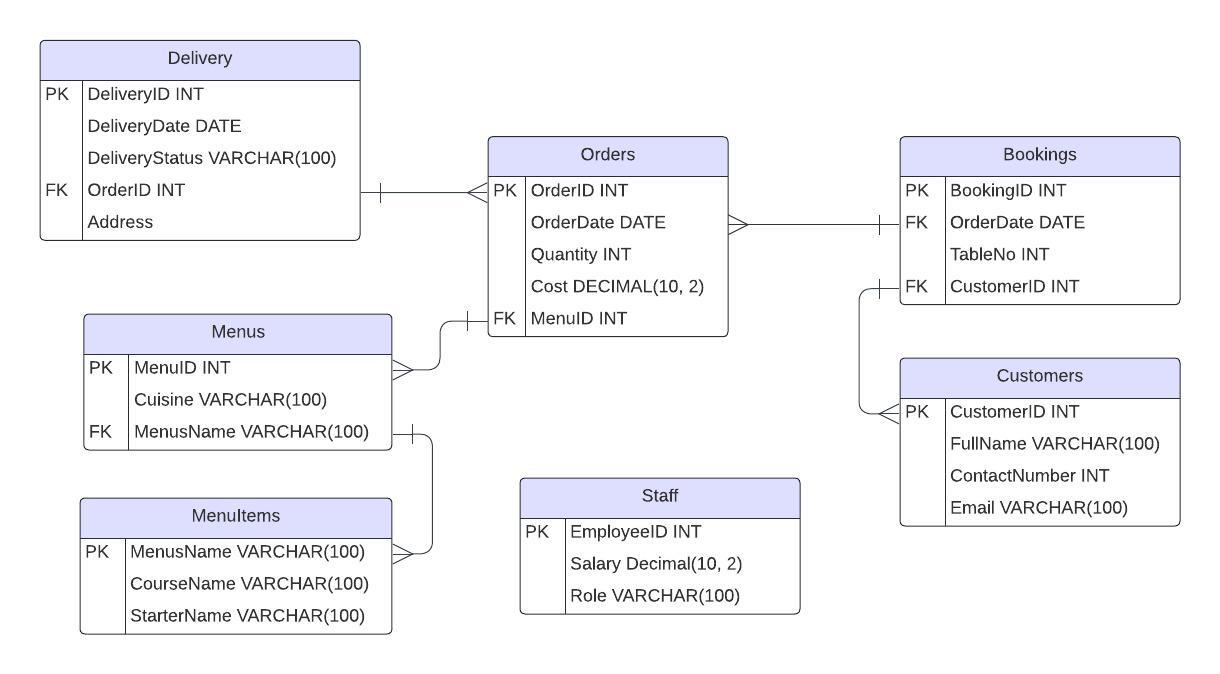 Delivery
PK DeliveryID INT
DeliveryDate DATE
DeliveryStatus VARCHAR(100)
FK OrderID INT
Address
Orders
PK OrderID INT
OrderDate DATE
Quantity INT
Cost DECIMAL(10, 2)
FK MenuID INT
Bookings
PK BookingID INT
FK OrderDate DATE
TableNo INT
FK CustomerID INT
Menus
PK MenuID INT
Cuisine VARCHAR(100)
FK MenusName VARCHAR(100)
Customers
PK CustomerID INT
FullName VARCHAR(100)
ContactNumber INT
Email VARCHAR(100)
MenuItems
PK MenusName VARCHAR(100)
CourseName VARCHAR(100)
StarterName VARCHAR(100)
Staff
PK EmployeeID INT
Salary Decimal(10, 2)
Role VARCHAR(100)